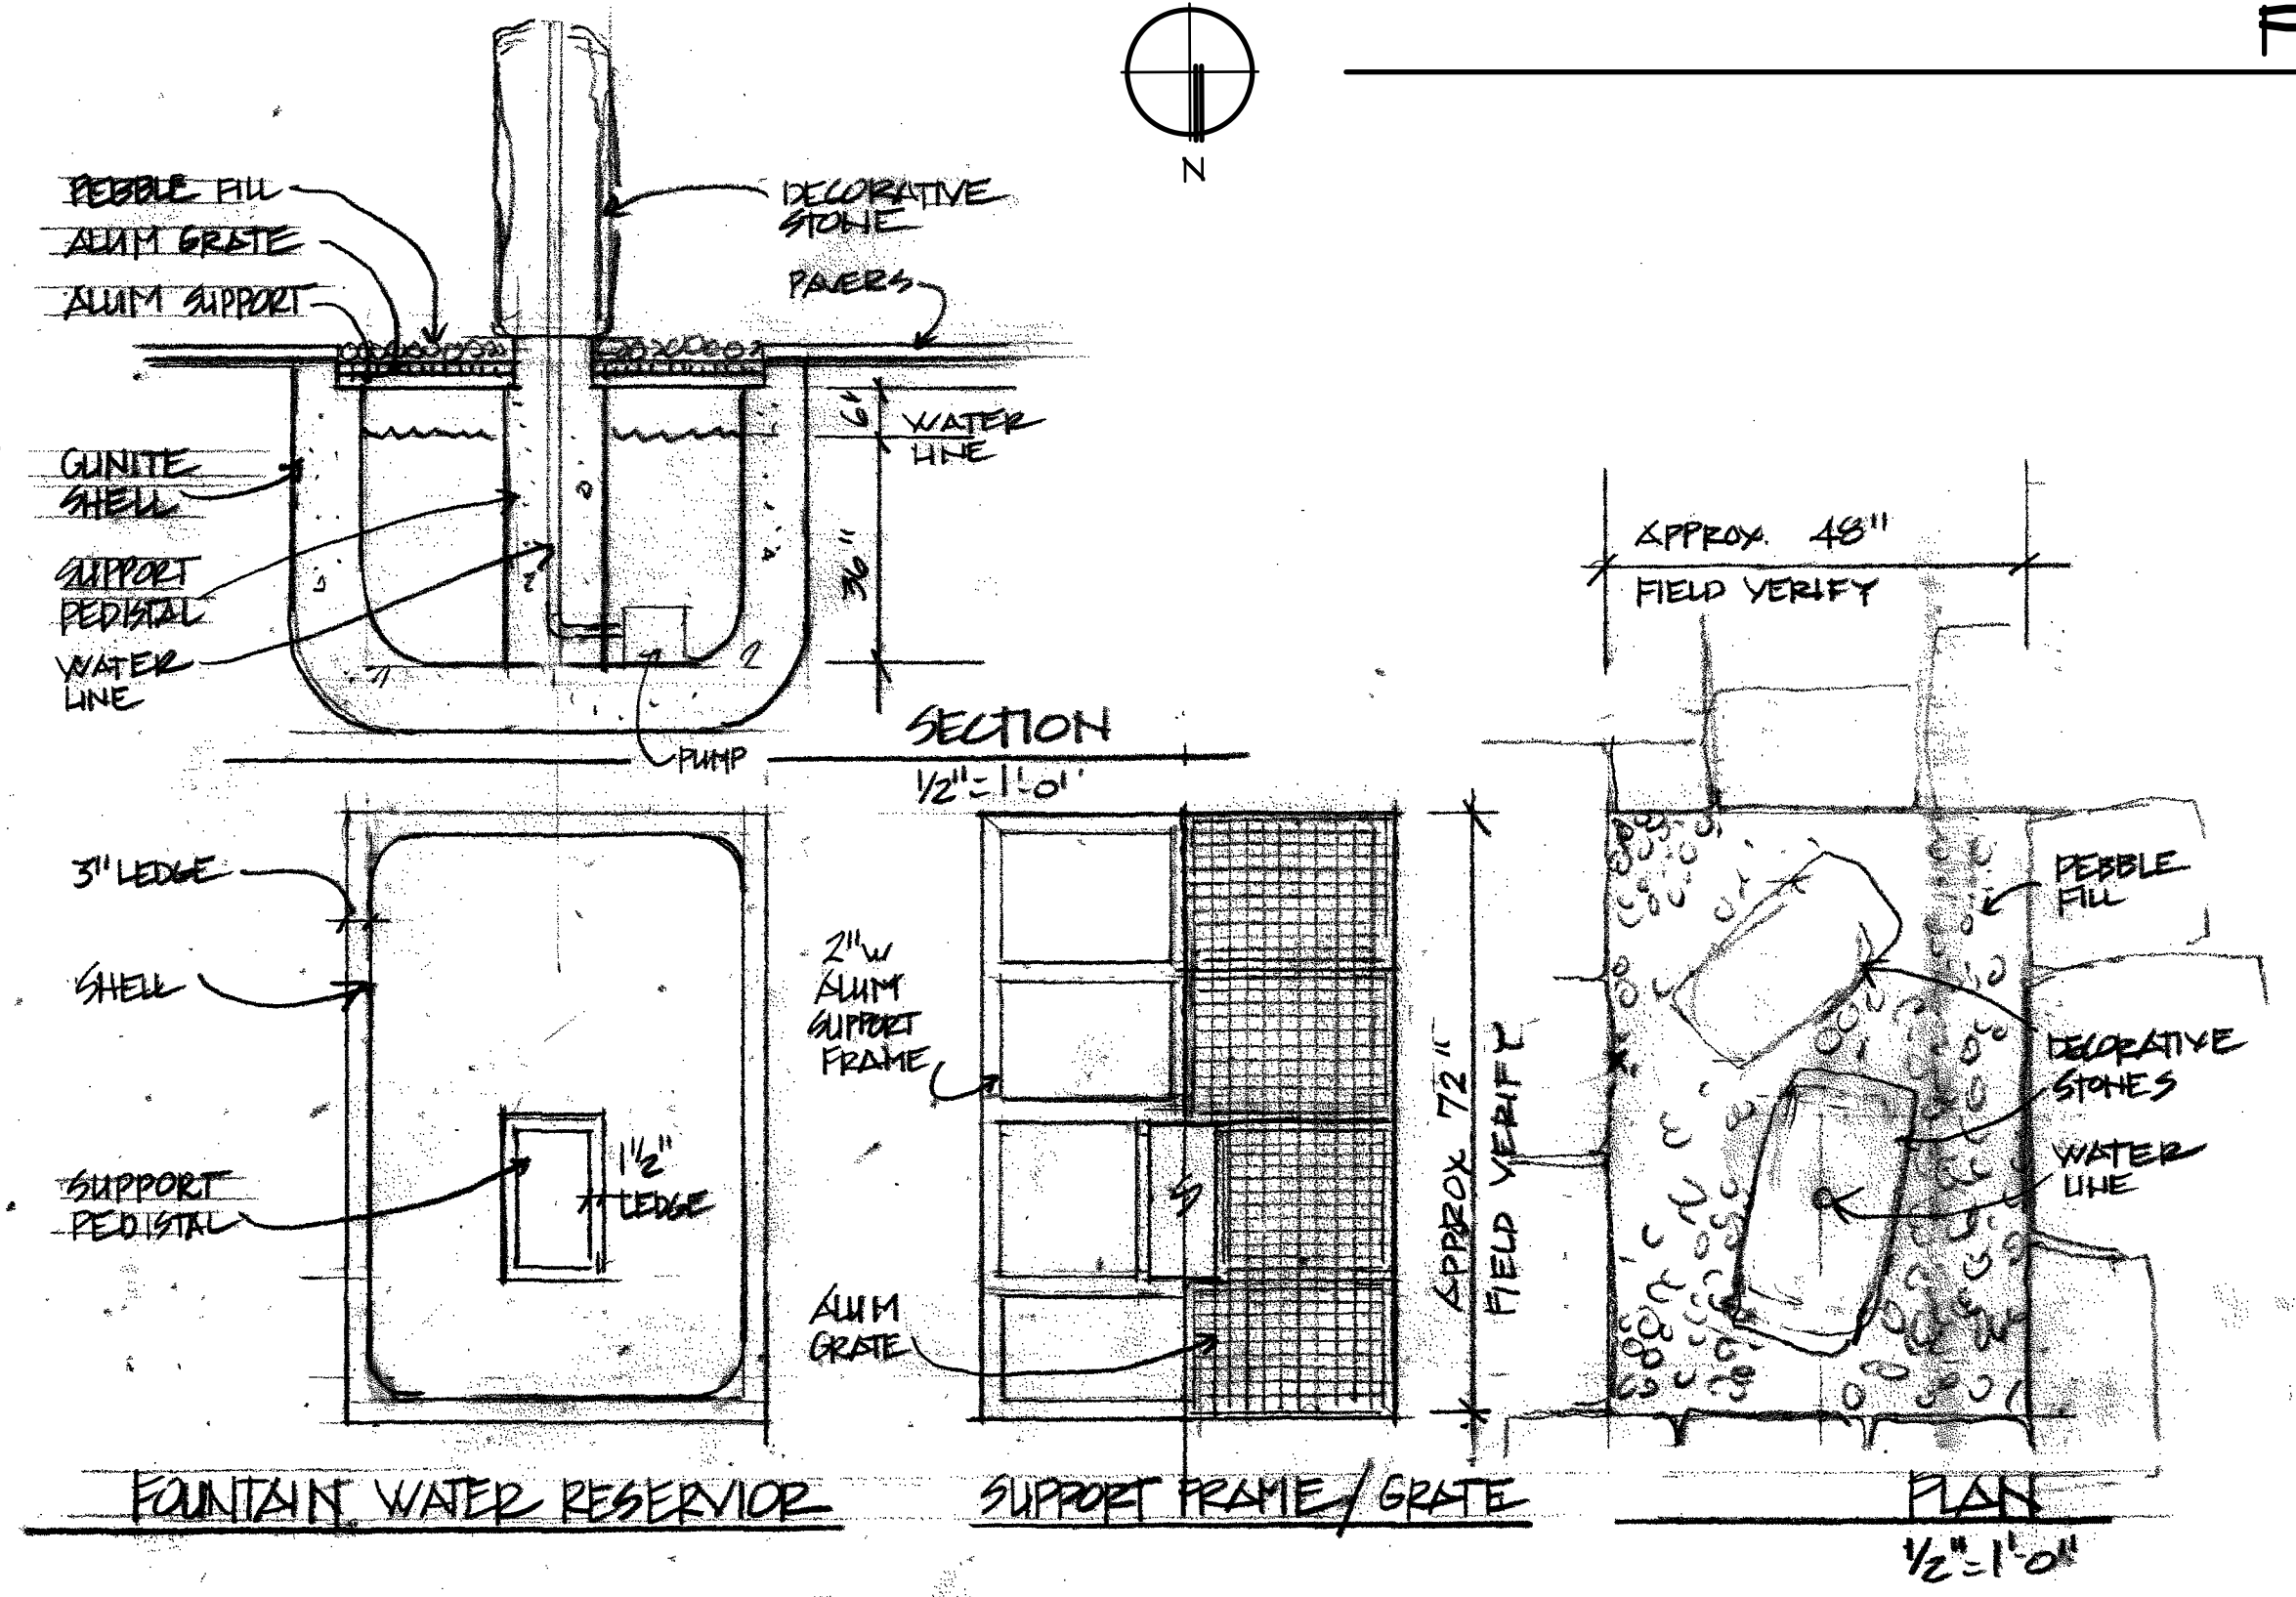 N
PEBBLE FILL
ALUM GRATE
ALUM SUPPORT
DECORATIVE
STONE
PAVERS
GUNITE
SHELL
SUPPORT
PEDISTAL
WATER
LINE
6"
WATER
LINE
36"
PUMP
SECTION
1/2"=1'-0"
APPROX. 48"
FIELD VERIFY
3" LEDGE
SHELL
SUPPORT
PEDISTAL
1 1/2"
LEDGE
FOUNTAIN WATER RESERVIOR
2" W
ALUM
SUPPORT
FRAME
ALUM
GRATE
APPROX 72"
FIELD VERIFY
SUPPORT FRAME/GRATE
PEBBLE
FILL
DECORATIVE
STONES
WATER
LINE
PLAN
1/2"=1'-0"